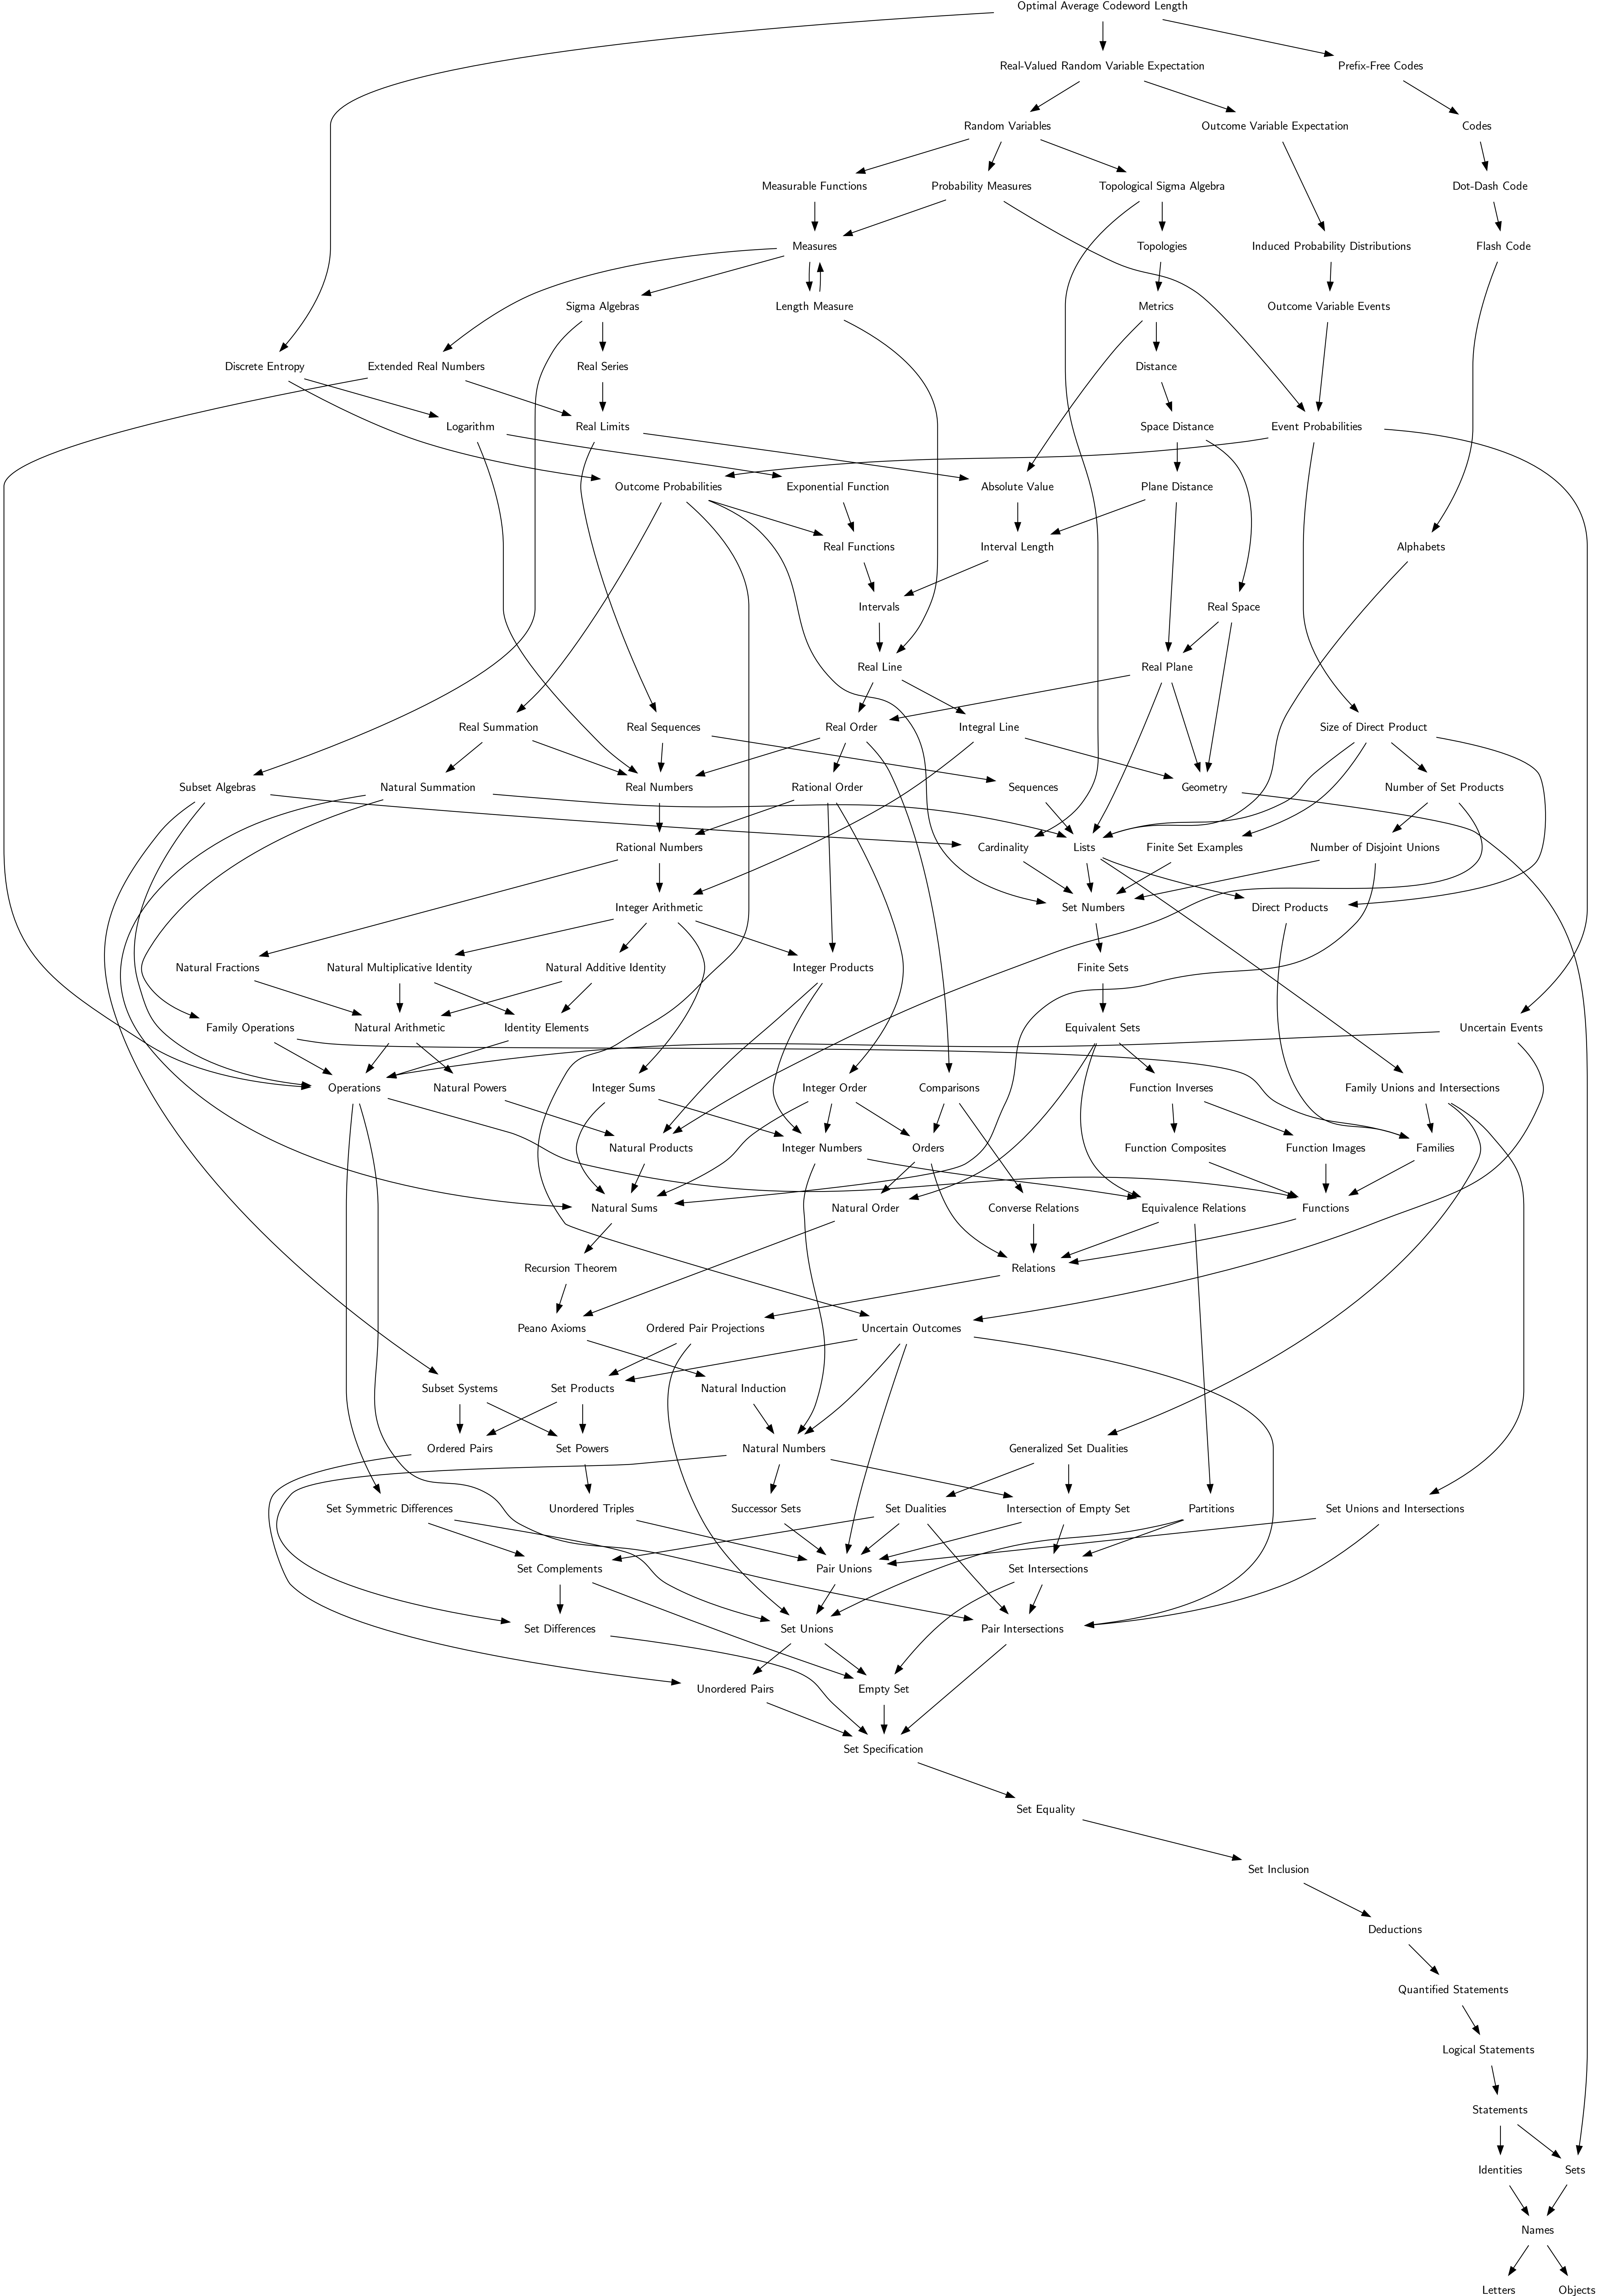 Optimal Average Codeword Length
Real-Valued Random Variable Expectation
Prefix-Free Codes
Random Variables
Outcome Variable Expectation
Codes
Measurable Functions
Probability Measures
Topological Sigma Algebra
Dot-Dash Code
Measures
Topologies
Induced Probability Distributions
Flash Code
Sigma Algebras
Length Measure
Metrics
Outcome Variable Events
Discrete Entropy
Extended Real Numbers
Real Series
Distance
Logarithm
Real Limits
Space Distance
Event Probabilities
Outcome Probabilities
Exponential Function
Absolute Value
Plane Distance
Real Functions
Interval Length
Alphabets
Intervals
Real Space
Real Line
Real Plane
Real Summation
Real Sequences
Real Order
Integral Line
Size of Direct Product
Subset Algebras
Natural Summation
Real Numbers
Rational Order
Sequences
Geometry
Number of Set Products
Rational Numbers
Cardinality
Lists
Finite Set Examples
Number of Disjoint Unions
Integer Arithmetic
Set Numbers
Direct Products
Natural Fractions
Natural Multiplicative Identity
Natural Additive Identity
Integer Products
Finite Sets
Family Operations
Natural Arithmetic
Identity Elements
Equivalent Sets
Uncertain Events
Operations
Natural Powers
Integer Sums
Integer Order
Comparisons
Function Inverses
Family Unions and Intersections
Natural Products
Integer Numbers
Orders
Function Composites
Function Images
Families
Natural Sums
Natural Order
Converse Relations
Equivalence Relations
Functions
Recursion Theorem
Relations
Peano Axioms
Ordered Pair Projections
Uncertain Outcomes
Subset Systems
Set Products
Natural Induction
Ordered Pairs
Set Powers
Natural Numbers
Generalized Set Dualities
Set Symmetric Differences
Unordered Triples
Successor Sets
Set Dualities
Intersection of Empty Set
Partitions
Set Unions and Intersections
Set Complements
Pair Unions
Set Intersections
Set Differences
Set Unions
Pair Intersections
Unordered Pairs
Empty Set
Set Specification
Set Equality
Set Inclusion
Deductions
Quantified Statements
Logical Statements
Statements
Identities
Sets
Names
Letters
Objects